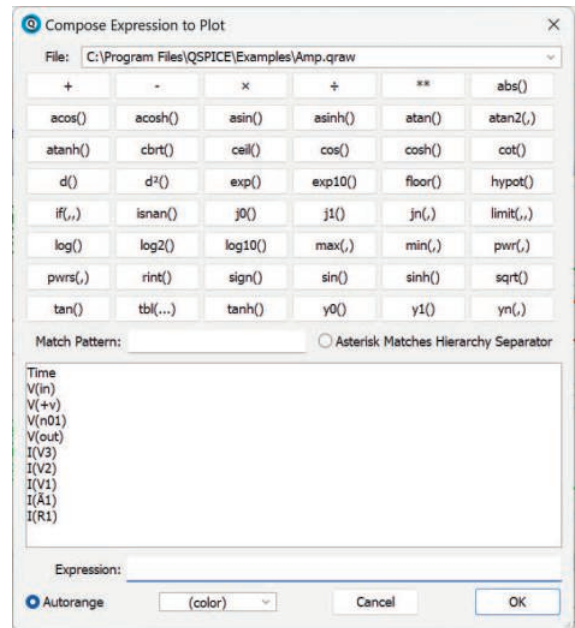 Compose Expression to Plot
File: C:\Program Files\QSPICE\Examples\Amp.qraw
+ - × ÷ ** abs()
acos() acosh() asin() asinh() atan() atan2(,)
atanh() cbrt() ceil() cos() cosh() cot()
d() d²() exp() exp10() floor() hypot()
if(,,) isnan() j0() j1() jn(,) limit(,,)
log() log2() log10() max(,) min(,) pwr(,)
pwrs(,) rint() sign() sin() sinh() sqrt()
tan() tbl(...) tanh() y0() y1() yn(,)
Match Pattern: Asterisk Matches Hierarchy Separator
Time
V(in)
V(+v)
V(n01)
V(out)
I(V3)
I(V2)
I(V1)
I(Ã1)
I(R1)
Expression:
Autorange (color) Cancel OK